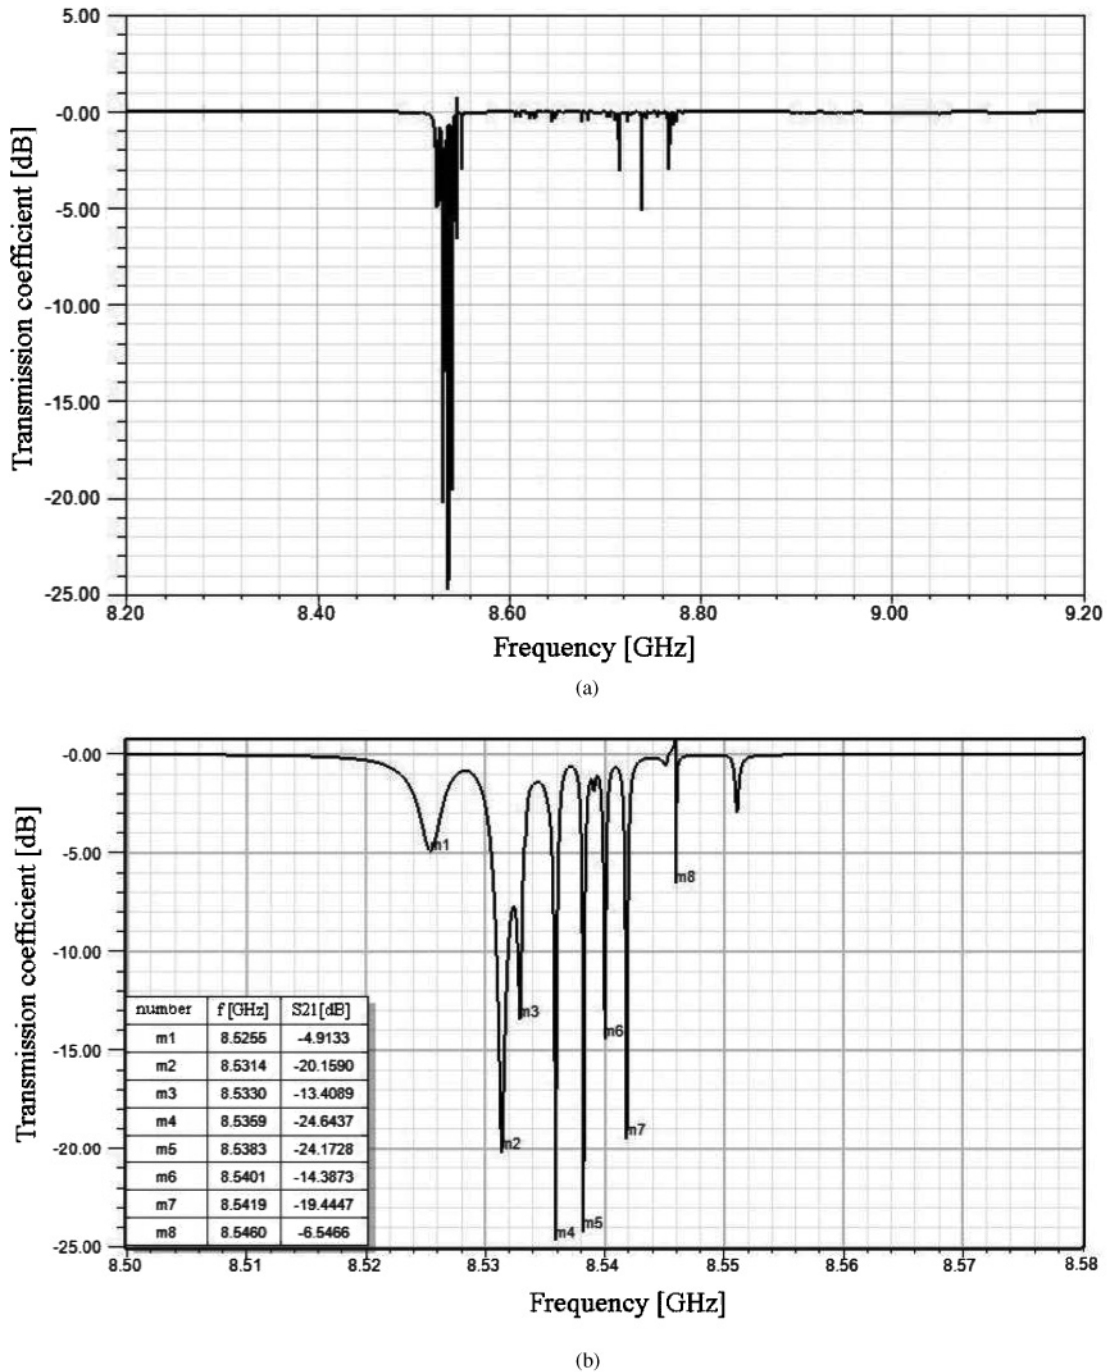 5.00
-0.00
-5.00
-10.00
-15.00
-20.00
-25.00
Transmission coefficient [dB]
8.20 8.40 8.60 8.80 9.00 9.20
Frequency [GHz]
(a)
-0.00
-5.00
-10.00
-15.00
-20.00
-25.00
Transmission coefficient [dB]
m1
m8
m3
m6
m2
m7
m4
m5
number f [GHz] S21[dB]
m1 8.5255 -4.9133
m2 8.5314 -20.1590
m3 8.5330 -13.4089
m4 8.5359 -24.6437
m5 8.5383 -24.1728
m6 8.5401 -14.3873
m7 8.5419 -19.4447
m8 8.5460 -6.5466
8.50 8.51 8.52 8.53 8.54 8.55 8.56 8.57 8.58
Frequency [GHz]
(b)